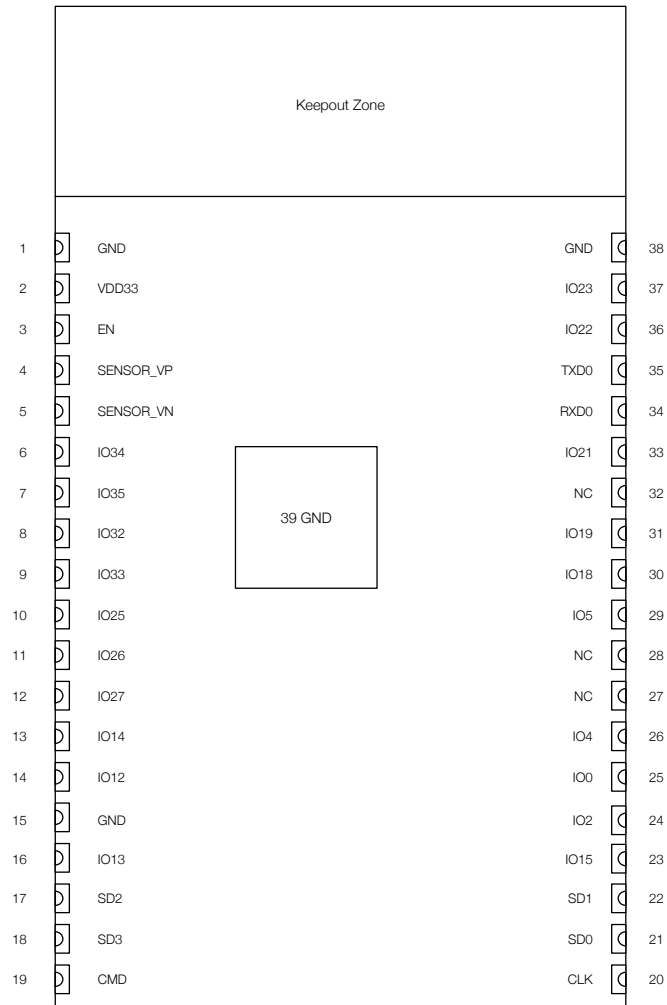 Keepout Zone
1 GND GND 38
2 VDD33 IO23 37
3 EN IO22 36
4 SENSOR_VP TXD0 35
5 SENSOR_VN RXD0 34
6 IO34 IO21 33
7 IO35 NC 32
39 GND
8 IO32 IO19 31
9 IO33 IO18 30
10 IO25 IO5 29
11 IO26 NC 28
12 IO27 NC 27
13 IO14 IO4 26
14 IO12 IO0 25
15 GND IO2 24
16 IO13 IO15 23
17 SD2 SD1 22
18 SD3 SD0 21
19 CMD CLK 20